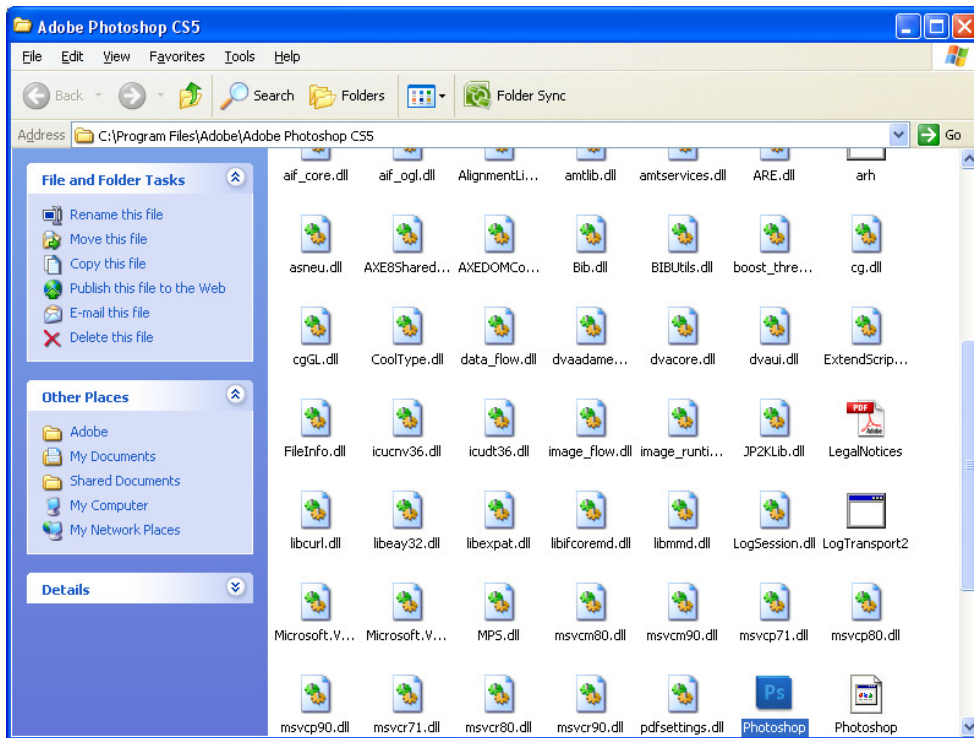 Adobe Photoshop CS5
File Edit View Favorites Tools Help
Back Search Folders Folder Sync
Address C:\Program Files\Adobe\Adobe Photoshop CS5 Go
File and Folder Tasks
Rename this file
Move this file
Copy this file
Publish this file to the Web
E-mail this file
Delete this file
Other Places
Adobe
My Documents
Shared Documents
My Computer
My Network Places
Details
aif_core.dll aif_ogl.dll AlignmentLi... amtlib.dll amtservices.dll ARE.dll arh
asneu.dll AXE8Shared... AXEDOMCo... Bib.dll BIBUtils.dll boost_thre... cg.dll
cgGL.dll CoolType.dll data_flow.dll dvaadame... dvacore.dll dvaui.dll ExtendScrip...
PDF
Adobe
FileInfo.dll icucnv36.dll icudt36.dll image_flow.dll image_runti... JP2KLib.dll LegalNotices
libcurl.dll libeay32.dll libexpat.dll libifcoremd.dll libmmd.dll LogSession.dll LogTransport2
Microsoft.V... Microsoft.V... MPS.dll msvcm80.dll msvcm90.dll msvcp71.dll msvcp80.dll
Ps
msvcp90.dll msvcr71.dll msvcr80.dll msvcr90.dll pdfsettings.dll Photoshop Photoshop